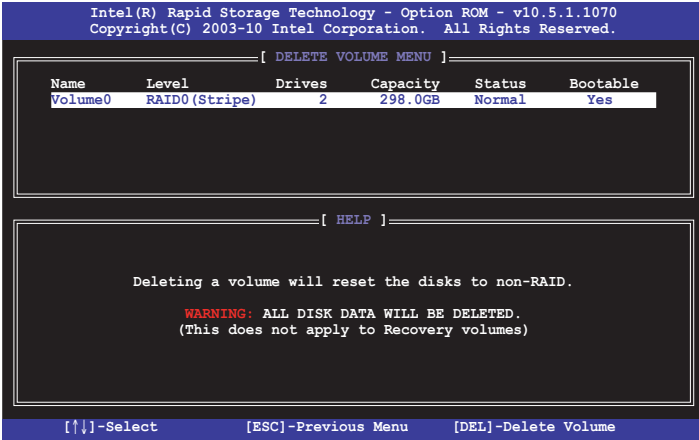 Intel(R) Rapid Storage Technology - Option ROM - v10.5.1.1070
Copyright(C) 2003-10 Intel Corporation. All Rights Reserved.
[ DELETE VOLUME MENU ]
Name Level Drives Capacity Status Bootable
Volume0 RAID0(Stripe) 2 298.0GB Normal Yes
[ HELP ]
Deleting a volume will reset the disks to non-RAID.
WARNING: ALL DISK DATA WILL BE DELETED.
(This does not apply to Recovery volumes)
[↑↓]-Select [ESC]-Previous Menu [DEL]-Delete Volume